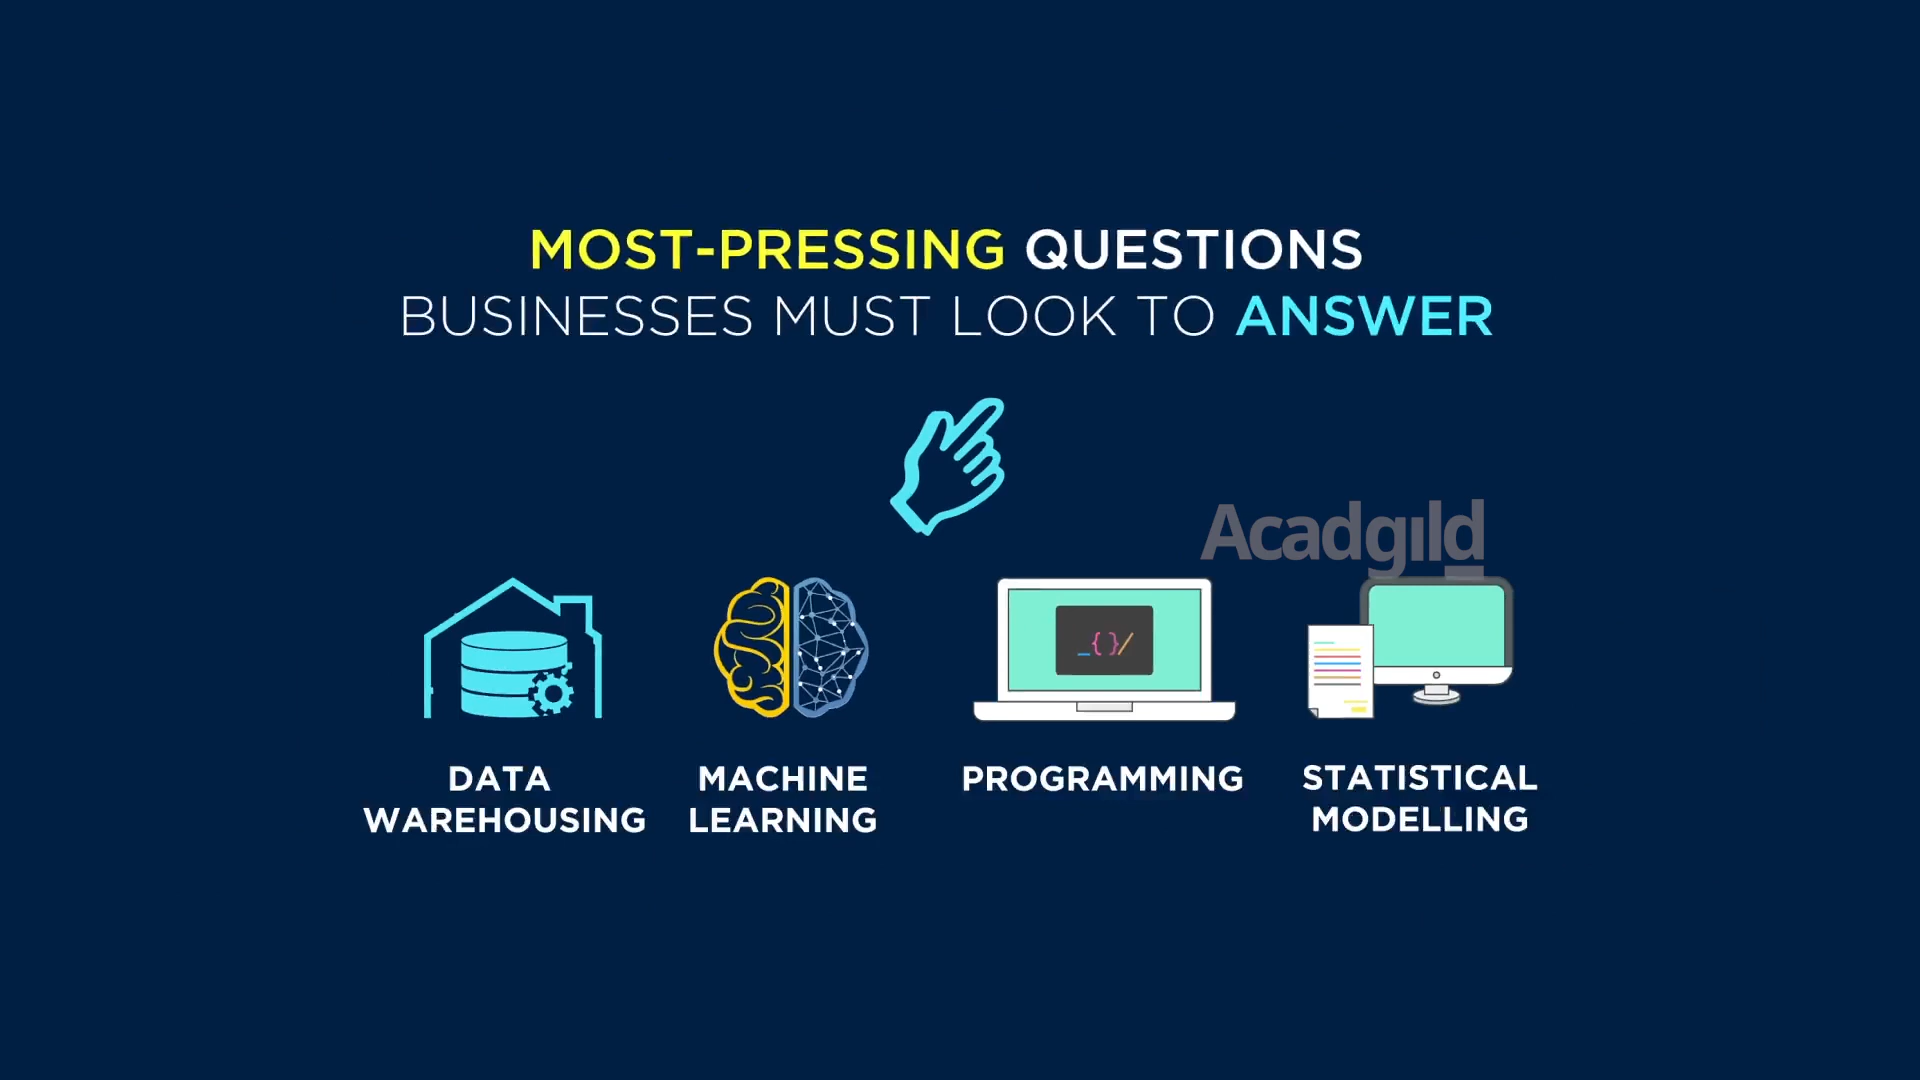 MOST-PRESSING QUESTIONS
BUSINESSES MUST LOOK TO ANSWER
Acadgild
_{}/
DATA
WAREHOUSING
MACHINE
LEARNING
PROGRAMMING
STATISTICAL
MODELLING